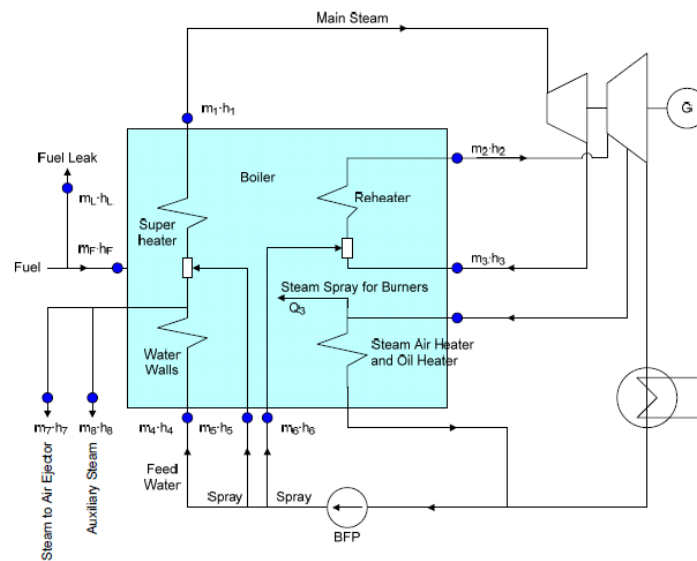 Main Steam
m1·h1
G
Fuel Leak
Boiler
m2·h2
mL·hL
Super
heater
Reheater
mF·hF
Fuel
m3·h3
Steam Spray for Burners
Q3
Water
Walls
Steam Air Heater
and Oil Heater
m7·h7
m8·h8
m4·h4
m5·h5
m6·h6
Steam to Air Ejector
Auxiliary Steam
Feed
Water
Spray
Spray
BFP